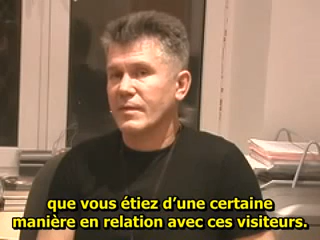 que vous étiez d’une certaine
manière en relation avec ces visiteurs.